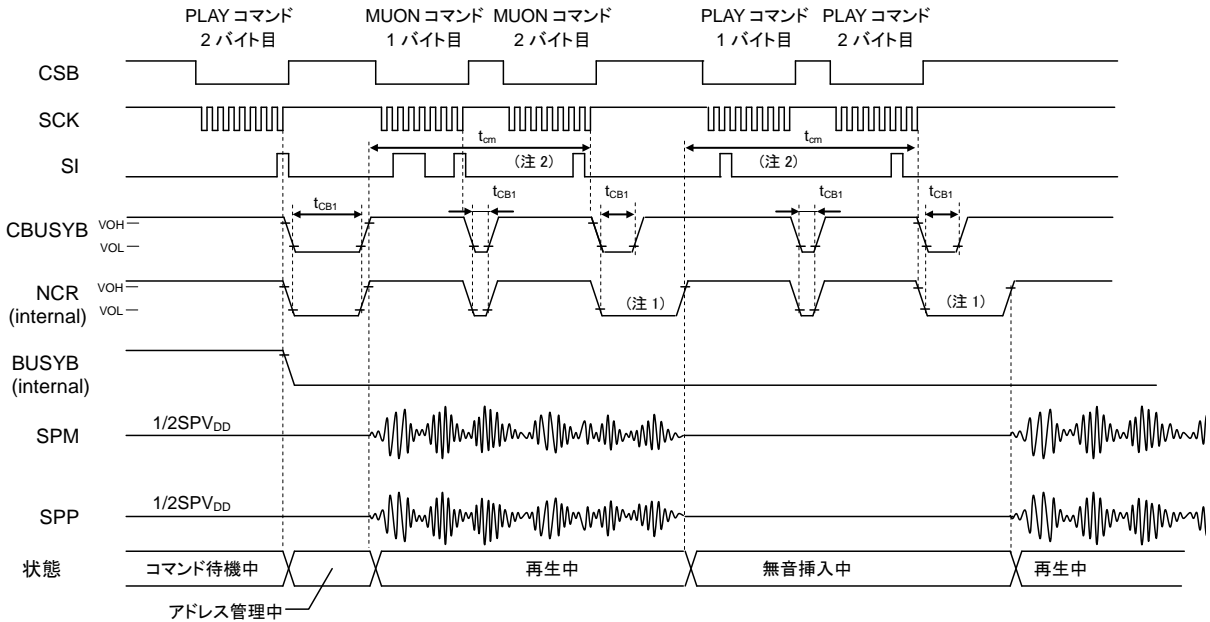 PLAY コマンド MUON コマンド MUON コマンド PLAY コマンド PLAY コマンド
2 バイト目 1 バイト目 2 バイト目 1 バイト目 2 バイト目
CSB
SCK
tcm tcm
SI (注 2) (注 2)
tCB1 tCB1 tCB1 tCB1 tCB1
CBUSYB VOH
VOL
NCR VOH
(internal) VOL (注 1) (注 1)
BUSYB
(internal)
1/2SPVDD
SPM
1/2SPVDD
SPP
状態 コマンド待機中 再生中 無音挿入中 再生中
アドレス管理中